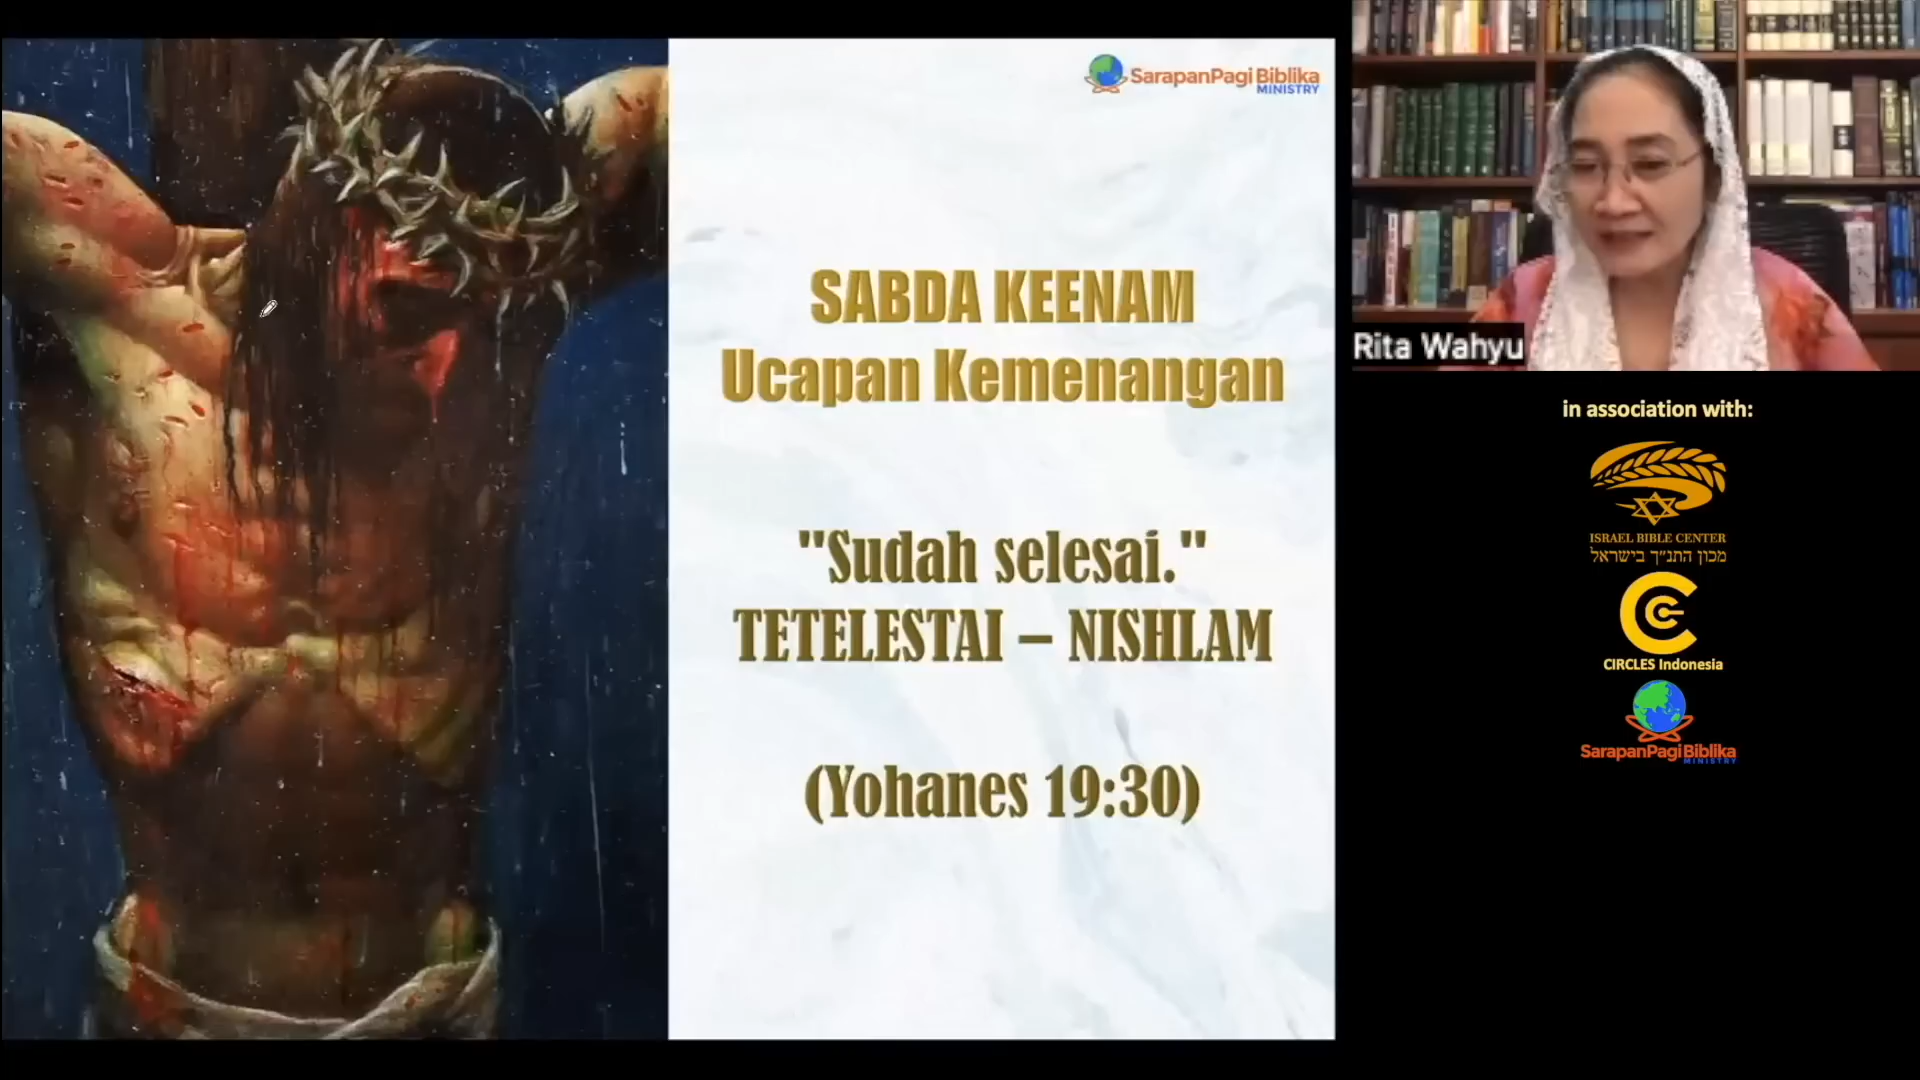 SarapanPagi Biblika
MINISTRY
SABDA KEENAM
Ucapan Kemenangan
"Sudah selesai."
TETELESTAI – NISHLAM
(Yohanes 19:30)
Rita Wahyu
in association with:
ISRAEL BIBLE CENTER
מכון התנ״ך בישראל
CIRCLES Indonesia
SarapanPagi Biblika
MINISTRY